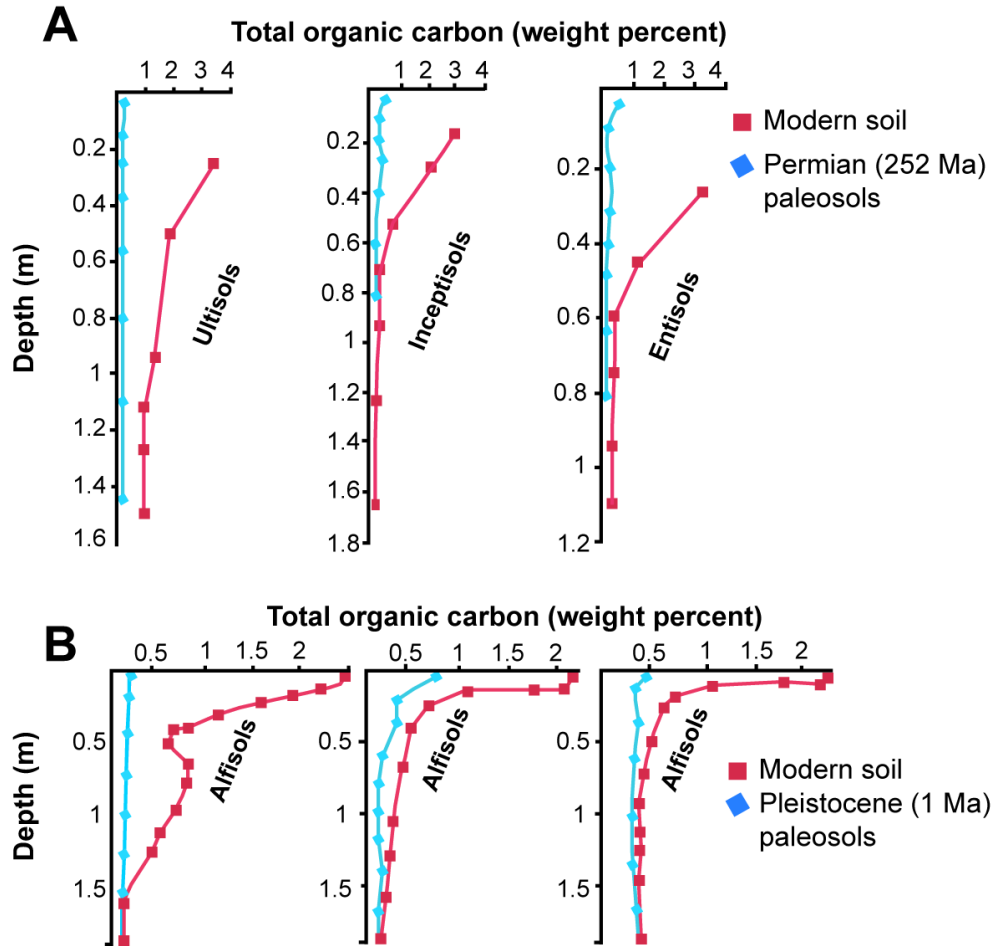 A
Total organic carbon (weight percent)
1 2 3 4
1 2 3 4
1 2 3 4
Depth (m)
0.2
0.4
0.6
0.8
1
1.2
1.4
1.6
Ultisols
0.2
0.4
0.6
0.8
1
1.2
1.4
1.6
1.8
Inceptisols
0.2
0.4
0.6
0.8
1
1.2
Entisols
Modern soil
Permian (252 Ma)
paleosols
B
Total organic carbon (weight percent)
0.5 1 1.5 2
0.5 1 1.5 2
0.5 1 1.5 2
Depth (m)
0.5
1
1.5
Alfisols
0.5
1
1.5
Alfisols
0.5
1
1.5
Alfisols
Modern soil
Pleistocene (1 Ma)
paleosols